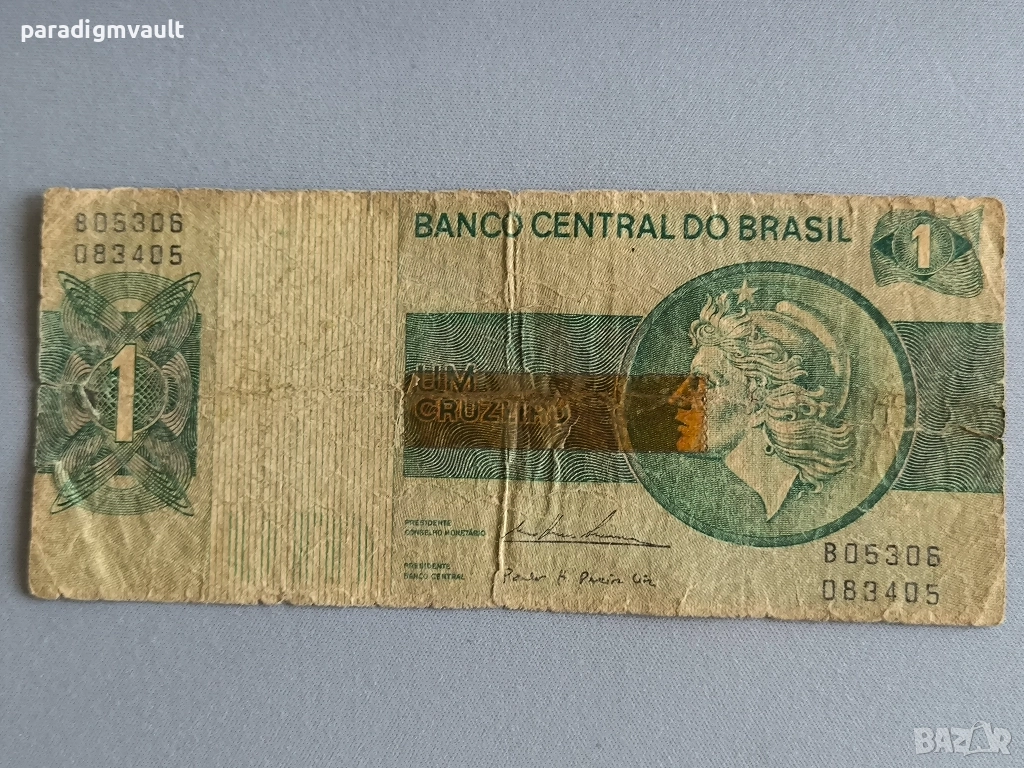 paradigmvault
B05306
083405
BANCO CENTRAL DO BRASIL
1
1
UM
CRUZEIRO
PRESIDENTE
CONSELHO MONETÁRIO
PRESIDENTE
BANCO CENTRAL
B05306
083405
BAZAR